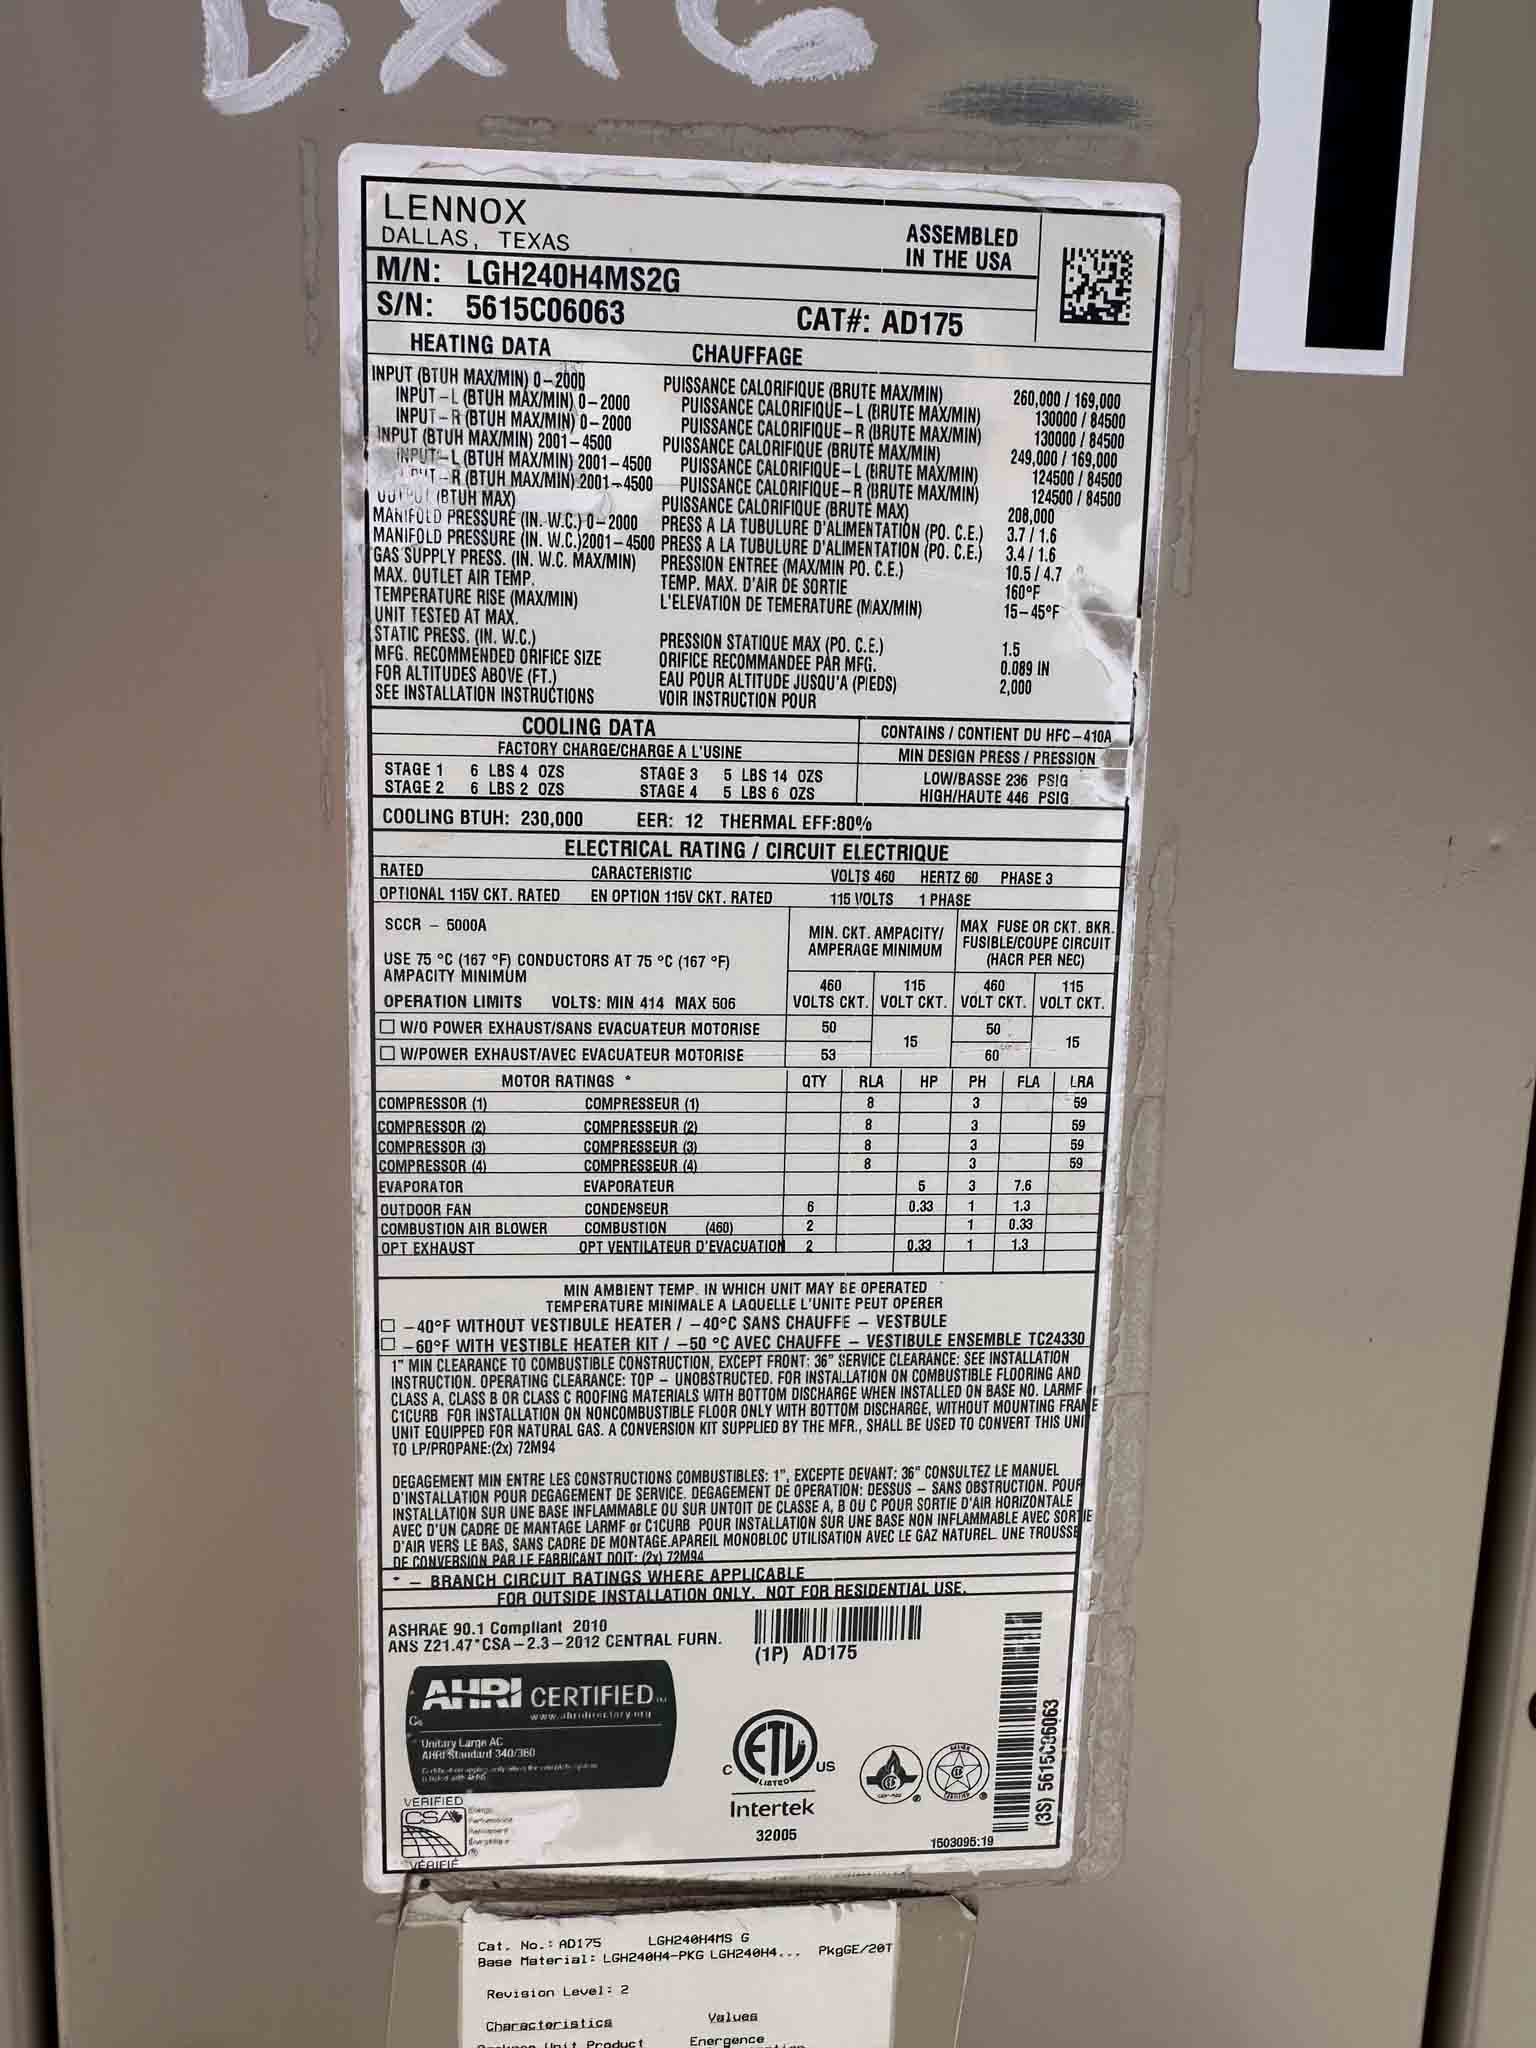 BX16
LENNOX
DALLAS, TEXAS
ASSEMBLED
IN THE USA
M/N: LGH240H4MS2G
S/N: 5615C06063 CAT#: AD175
HEATING DATA CHAUFFAGE
INPUT (BTUH MAX/MIN) 0-2000 PUISSANCE CALORIFIQUE (BRUTE MAX/MIN) 260,000 / 169,000
INPUT-L (BTUH MAX/MIN) 0-2000 PUISSANCE CALORIFIQUE-L (BRUTE MAX/MIN) 130000 / 84500
INPUT-R (BTUH MAX/MIN) 0-2000 PUISSANCE CALORIFIQUE-R (BRUTE MAX/MIN) 130000 / 84500
INPUT (BTUH MAX/MIN) 2001-4500 PUISSANCE CALORIFIQUE (BRUTE MAX/MIN) 249,000 / 169,000
INPUT-L (BTUH MAX/MIN) 2001-4500 PUISSANCE CALORIFIQUE-L (BRUTE MAX/MIN) 124500 / 84500
INPUT-R (BTUH MAX/MIN) 2001-4500 PUISSANCE CALORIFIQUE-R (BRUTE MAX/MIN) 124500 / 84500
OUTPUT (BTUH MAX) PUISSANCE CALORIFIQUE (BRUTE MAX) 208,000
MANIFOLD PRESSURE (IN. W.C.) 0-2000 PRESS A LA TUBULURE D'ALIMENTATION (PO. C.E.) 3.7 / 1.6
MANIFOLD PRESSURE (IN. W.C.)2001-4500 PRESS A LA TUBULURE D'ALIMENTATION (PO. C.E.) 3.4 / 1.6
GAS SUPPLY PRESS. (IN. W.C. MAX/MIN) PRESSION ENTREE (MAX/MIN PO. C.E.) 10.5 / 4.7
MAX. OUTLET AIR TEMP. TEMP. MAX. D'AIR DE SORTIE 160°F
TEMPERATURE RISE (MAX/MIN) L'ELEVATION DE TEMERATURE (MAX/MIN) 15-45°F
UNIT TESTED AT MAX.
STATIC PRESS. (IN. W.C.) PRESSION STATIQUE MAX (PO. C.E.) 1.5
MFG. RECOMMENDED ORIFICE SIZE ORIFICE RECOMMANDEE PAR MFG. 0.089 IN
FOR ALTITUDES ABOVE (FT.) EAU POUR ALTITUDE JUSQU'A (PIEDS) 2,000
SEE INSTALLATION INSTRUCTIONS VOIR INSTRUCTION POUR
COOLING DATA CONTAINS / CONTIENT DU HFC-410A
FACTORY CHARGE/CHARGE A L'USINE MIN DESIGN PRESS / PRESSION
STAGE 1 6 LBS 4 OZS STAGE 3 5 LBS 14 OZS LOW/BASSE 236 PSIG
STAGE 2 6 LBS 2 OZS STAGE 4 5 LBS 6 OZS HIGH/HAUTE 446 PSIG
COOLING BTUH: 230,000 EER: 12 THERMAL EFF:80%
ELECTRICAL RATING / CIRCUIT ELECTRIQUE
RATED CARACTERISTIC VOLTS 460 HERTZ 60 PHASE 3
OPTIONAL 115V CKT. RATED EN OPTION 115V CKT. RATED 115 VOLTS 1 PHASE
SCCR - 5000A
MIN. CKT. AMPACITY/
AMPERAGE MINIMUM
MAX FUSE OR CKT. BKR.
FUSIBLE/COUPE CIRCUIT
(HACR PER NEC)
USE 75 °C (167 °F) CONDUCTORS AT 75 °C (167 °F)
AMPACITY MINIMUM
OPERATION LIMITS VOLTS: MIN 414 MAX 506
460 115 460 115
VOLTS CKT. VOLT CKT. VOLT CKT. VOLT CKT.
W/O POWER EXHAUST/SANS EVACUATEUR MOTORISE 50 15 50 15
W/POWER EXHAUST/AVEC EVACUATEUR MOTORISE 53 60
MOTOR RATINGS * QTY RLA HP PH FLA LRA
COMPRESSOR (1) COMPRESSEUR (1) 8 3 59
COMPRESSOR (2) COMPRESSEUR (2) 8 3 59
COMPRESSOR (3) COMPRESSEUR (3) 8 3 59
COMPRESSOR (4) COMPRESSEUR (4) 8 3 59
EVAPORATOR EVAPORATEUR 5 3 7.6
OUTDOOR FAN CONDENSEUR 6 0.33 1 1.3
COMBUSTION AIR BLOWER COMBUSTION (460) 2 1 0.33
OPT EXHAUST OPT VENTILATEUR D'EVACUATION 2 0.33 1 1.3
MIN AMBIENT TEMP. IN WHICH UNIT MAY BE OPERATED
TEMPERATURE MINIMALE A LAQUELLE L'UNITE PEUT OPERER
-40°F WITHOUT VESTIBULE HEATER / -40°C SANS CHAUFFE - VESTBULE
-60°F WITH VESTIBLE HEATER KIT / -50 °C AVEC CHAUFFE - VESTIBULE ENSEMBLE TC24330
1" MIN CLEARANCE TO COMBUSTIBLE CONSTRUCTION, EXCEPT FRONT: 36" SERVICE CLEARANCE: SEE INSTALLATION
INSTRUCTION. OPERATING CLEARANCE: TOP - UNOBSTRUCTED. FOR INSTALLATION ON COMBUSTIBLE FLOORING AND
CLASS A, CLASS B OR CLASS C ROOFING MATERIALS WITH BOTTOM DISCHARGE WHEN INSTALLED ON BASE NO. LARMF
C1CURB FOR INSTALLATION ON NONCOMBUSTIBLE FLOOR ONLY WITH BOTTOM DISCHARGE, WITHOUT MOUNTING FRAME
UNIT EQUIPPED FOR NATURAL GAS. A CONVERSION KIT SUPPLIED BY THE MFR., SHALL BE USED TO CONVERT THIS UNI
TO LP/PROPANE:(2x) 72M94
DEGAGEMENT MIN ENTRE LES CONSTRUCTIONS COMBUSTIBLES: 1", EXCEPTE DEVANT: 36" CONSULTEZ LE MANUEL
D'INSTALLATION POUR DEGAGEMENT DE SERVICE. DEGAGEMENT DE OPERATION: DESSUS - SANS OBSTRUCTION. POUR
INSTALLATION SUR UNE BASE INFLAMMABLE OU SUR UNTOIT DE CLASSE A, B OU C POUR SORTIE D'AIR HORIZONTALE
AVEC D'UN CADRE DE MANTAGE LARMF or C1CURB POUR INSTALLATION SUR UNE BASE NON INFLAMMABLE AVEC SORTIE
D'AIR VERS LE BAS, SANS CADRE DE MONTAGE.APAREIL MONOBLOC UTILISATION AVEC LE GAZ NATUREL. UNE TROUSSE
DE CONVERSION PAR LE FABRICANT DOIT: (2x) 72M94
* - BRANCH CIRCUIT RATINGS WHERE APPLICABLE
FOR OUTSIDE INSTALLATION ONLY. NOT FOR RESIDENTIAL USE.
ASHRAE 90.1 Compliant 2010
ANS Z21.47*CSA-2.3-2012 CENTRAL FURN.
(1P) AD175
AHRI CERTIFIED
www.ahridirectory.org
Unitary Large AC
AHRI Standard 340/360
C ETL US
LISTED
Intertek
32005
VERIFIED
CSA
VÉRIFIÉ
(3S) 5615C06063
1503095:19
Cat. No.: AD175 LGH240H4MS G
Base Material: LGH240H4-PKG LGH240H4... PkgGE/20T
Revision Level: 2
Characteristics Values
Unit Product Energence